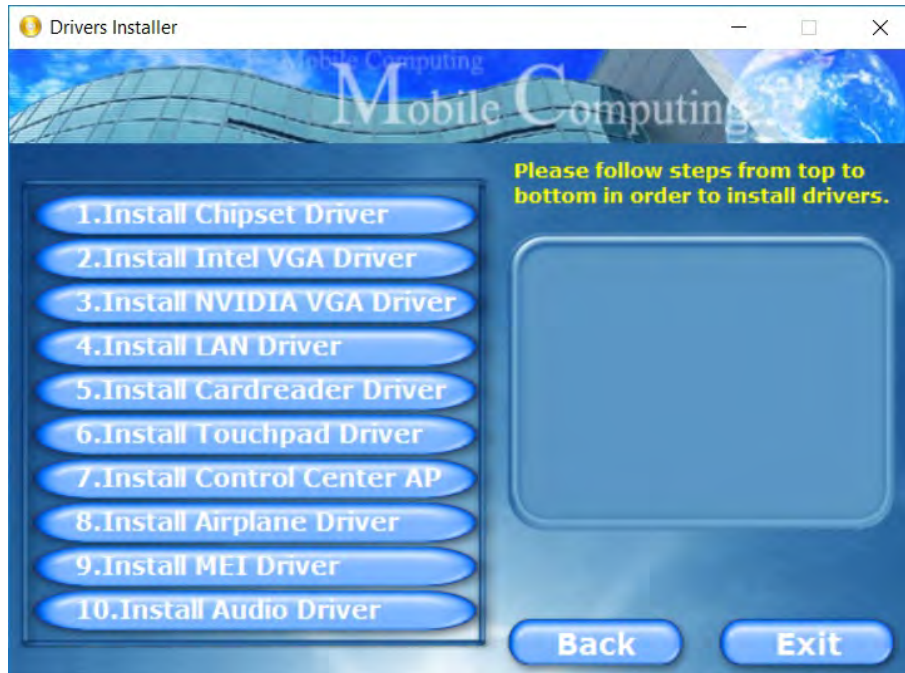 Drivers Installer
Mobile Computing
Mobile Computing
Please follow steps from top to
bottom in order to install drivers.
1.Install Chipset Driver
2.Install Intel VGA Driver
3.Install NVIDIA VGA Driver
4.Install LAN Driver
5.Install Cardreader Driver
6.Install Touchpad Driver
7.Install Control Center AP
8.Install Airplane Driver
9.Install MEI Driver
10.Install Audio Driver
Back
Exit